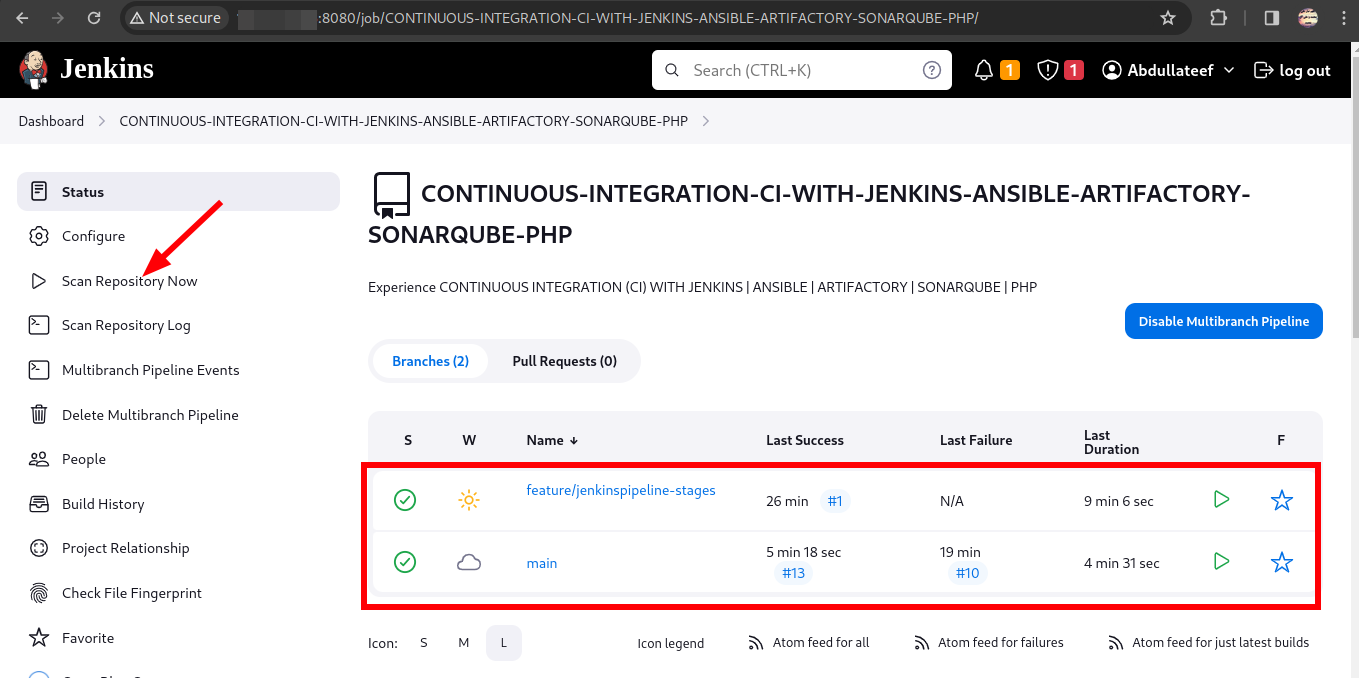 Not secure
:8080/job/CONTINUOUS-INTEGRATION-CI-WITH-JENKINS-ANSIBLE-ARTIFACTORY-SONARQUBE-PHP/
Jenkins
Search (CTRL+K)
?
1
1
Abdullateef
log out
Dashboard
CONTINUOUS-INTEGRATION-CI-WITH-JENKINS-ANSIBLE-ARTIFACTORY-SONARQUBE-PHP
Status
Configure
Scan Repository Now
Scan Repository Log
Multibranch Pipeline Events
Delete Multibranch Pipeline
People
Build History
Project Relationship
Check File Fingerprint
Favorite
CONTINUOUS-INTEGRATION-CI-WITH-JENKINS-ANSIBLE-ARTIFACTORY-
SONARQUBE-PHP
Experience CONTINUOUS INTEGRATION (CI) WITH JENKINS | ANSIBLE | ARTIFACTORY | SONARQUBE | PHP
Disable Multibranch Pipeline
Branches (2) Pull Requests (0)
S W Name ↓ Last Success Last Failure Last Duration F
feature/jenkinspipeline-stages 26 min #1 N/A 9 min 6 sec
main 5 min 18 sec #13 19 min #10 4 min 31 sec
Icon: S M L Icon legend Atom feed for all Atom feed for failures Atom feed for just latest builds